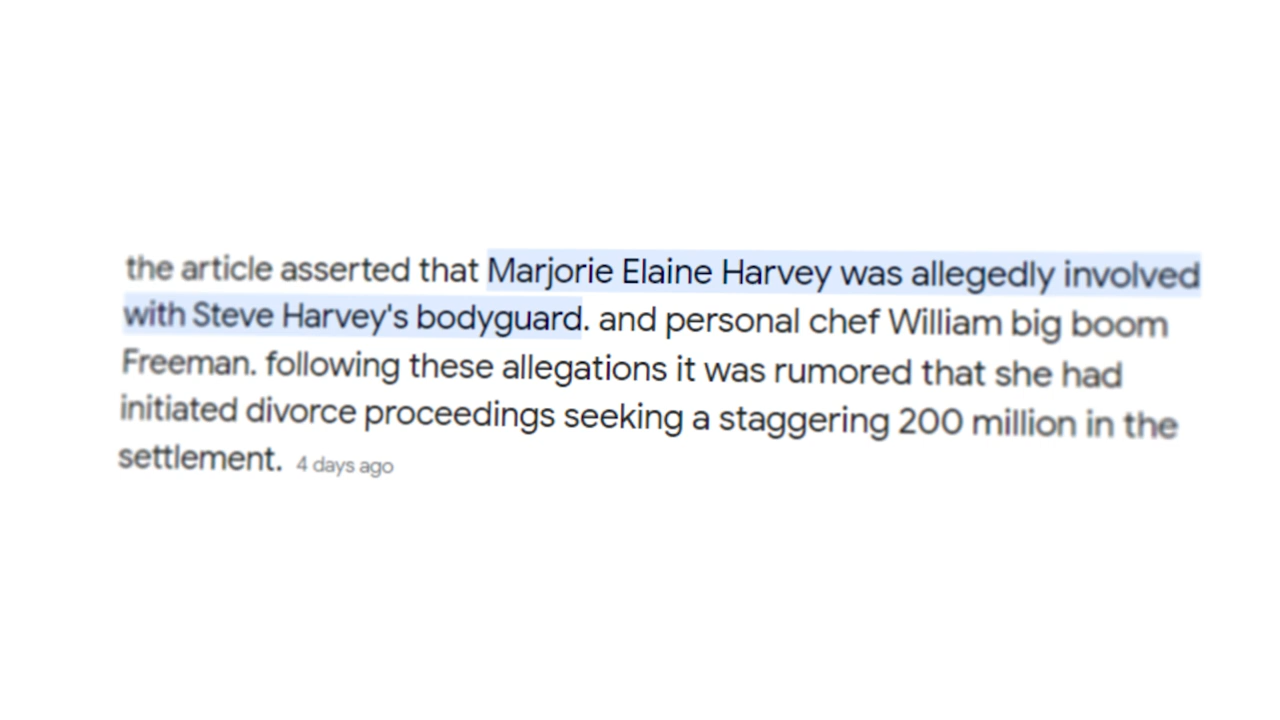 the article asserted that Marjorie Elaine Harvey was allegedly involved
with Steve Harvey's bodyguard. and personal chef William big boom
Freeman. following these allegations it was rumored that she had
initiated divorce proceedings seeking a staggering 200 million in the
settlement. 4 days ago